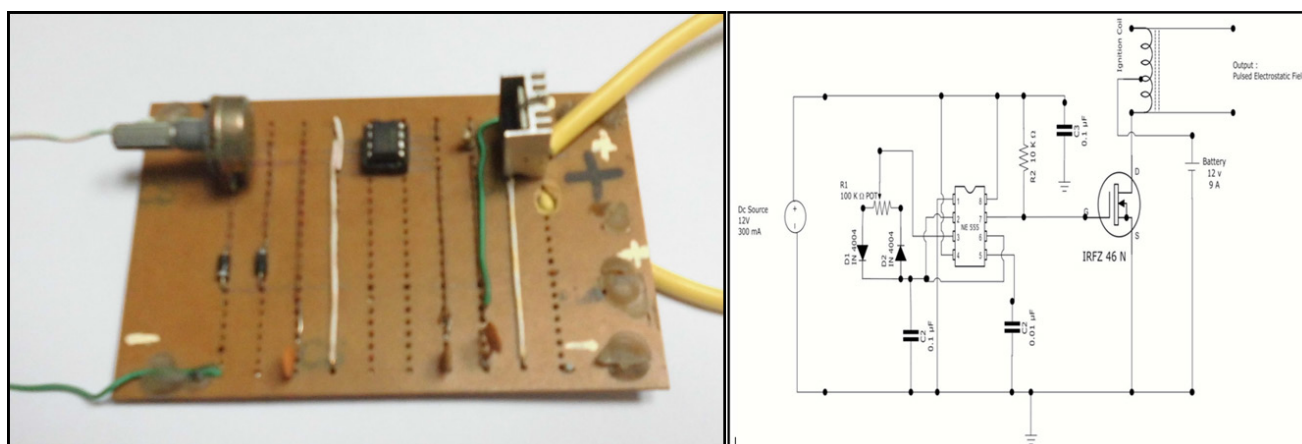 +
-
Ignition Coil
Output :
Pulsed Electrostatic Field
C3
0.1 µF
R2 10 K Ω
Battery
12 v
9 A
R1
100 K Ω POT
Dc Source
12V
300 mA
+
D1
IN 4004
D2
IN 4004
1
2
3
4
NE 555
8
7
6
5
G
D
S
IRFZ 46 N
C2
0.1 µF
C2
0.01 µF